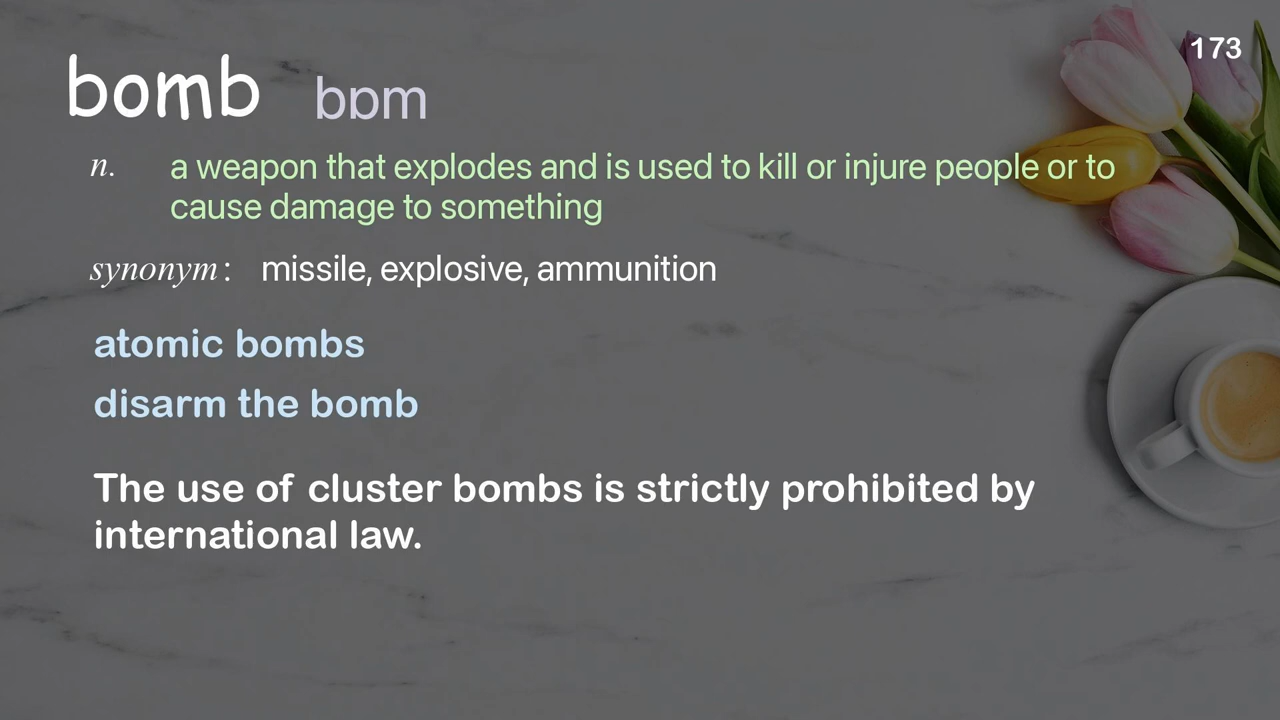 173
bomb bɒm
n. a weapon that explodes and is used to kill or injure people or to
cause damage to something
synonym: missile, explosive, ammunition
atomic bombs
disarm the bomb
The use of cluster bombs is strictly prohibited by
international law.